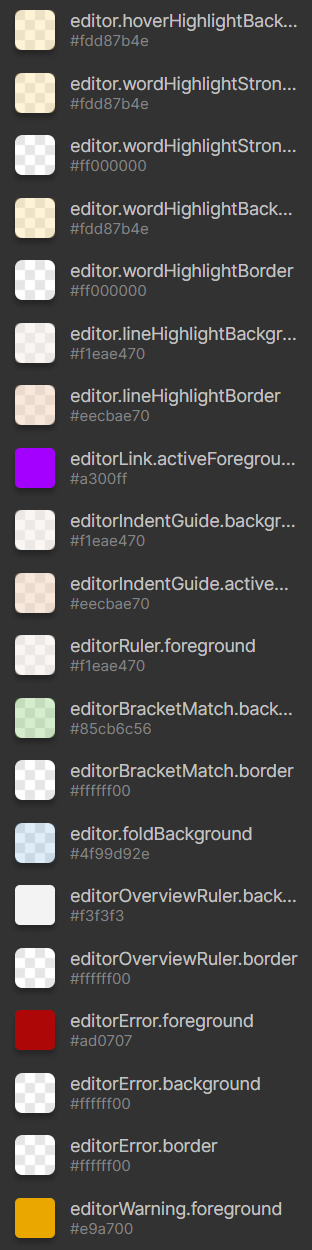 editor.hoverHighlightBack...
#fdd87b4e
editor.wordHighlightStron...
#fdd87b4e
editor.wordHighlightStron...
#ff000000
editor.wordHighlightBack...
#fdd87b4e
editor.wordHighlightBorder
#ff000000
editor.lineHighlightBackgr...
#f1eae470
editor.lineHighlightBorder
#eecbae70
editorLink.activeForegrou...
#a300ff
editorIndentGuide.backgr...
#f1eae470
editorIndentGuide.active...
#eecbae70
editorRuler.foreground
#f1eae470
editorBracketMatch.back...
#85cb6c56
editorBracketMatch.border
#ffffff00
editor.foldBackground
#4f99d92e
editorOverviewRuler.back...
#f3f3f3
editorOverviewRuler.border
#ffffff00
editorError.foreground
#ad0707
editorError.background
#ffffff00
editorError.border
#ffffff00
editorWarning.foreground
#e9a700